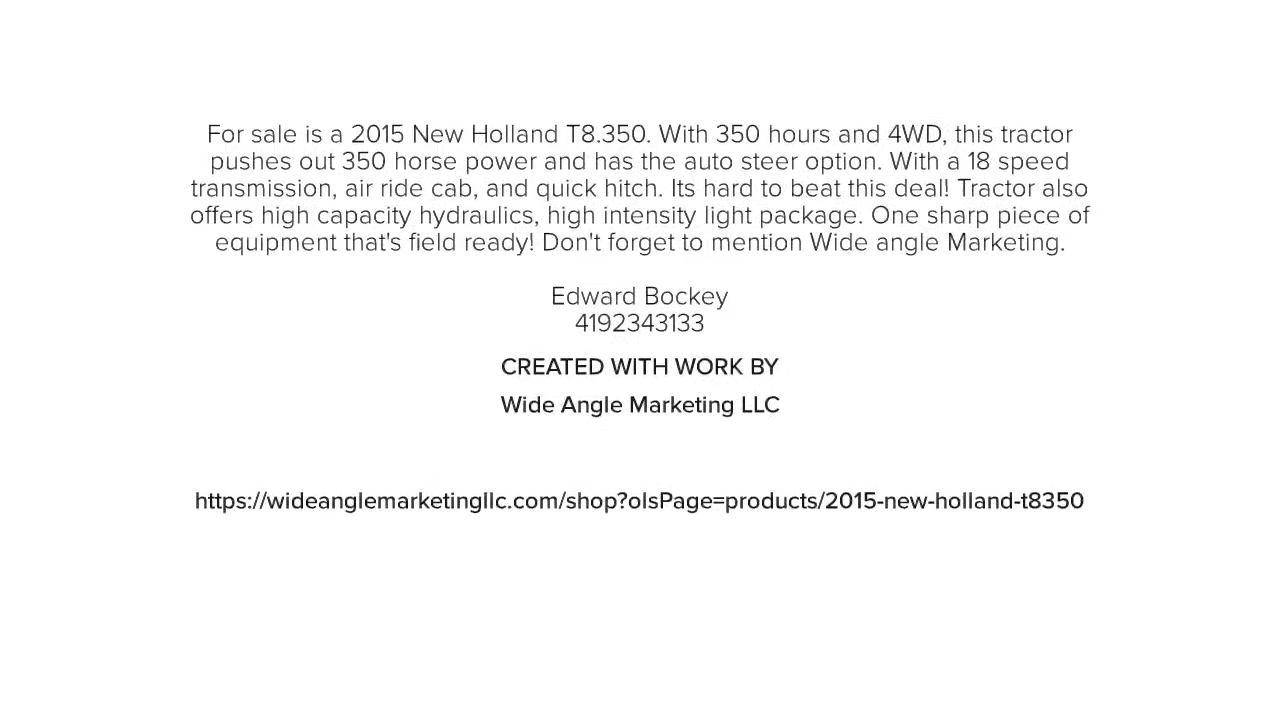 For sale is a 2015 New Holland T8.350. With 350 hours and 4WD, this tractor
pushes out 350 horse power and has the auto steer option. With a 18 speed
transmission, air ride cab, and quick hitch. Its hard to beat this deal! Tractor also
offers high capacity hydraulics, high intensity light package. One sharp piece of
equipment that's field ready! Don't forget to mention Wide angle Marketing.
Edward Bockey
4192343133
CREATED WITH WORK BY
Wide Angle Marketing LLC
https://wideanglemarketingllc.com/shop?olsPage=products/2015-new-holland-t8350